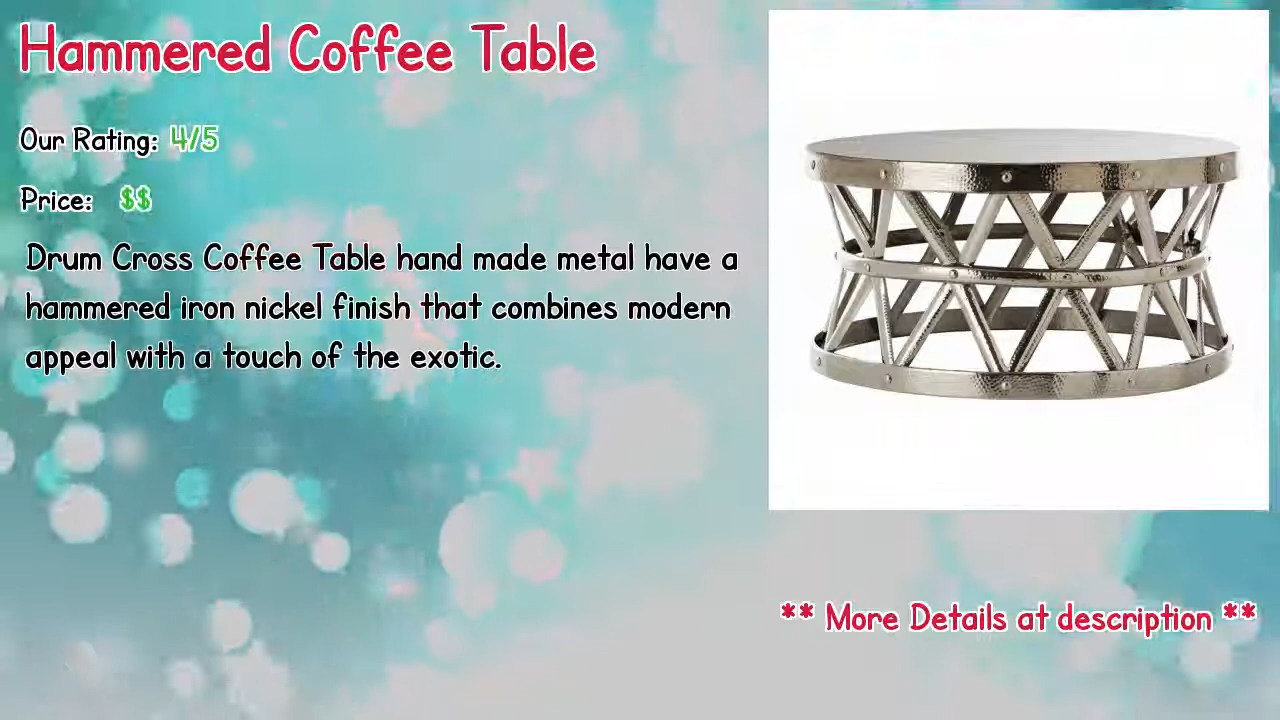 Hammered Coffee Table
Our Rating: 4/5
Price: $$
Drum Cross Coffee Table hand made metal have a
hammered iron nickel finish that combines modern
appeal with a touch of the exotic.
** More Details at description **